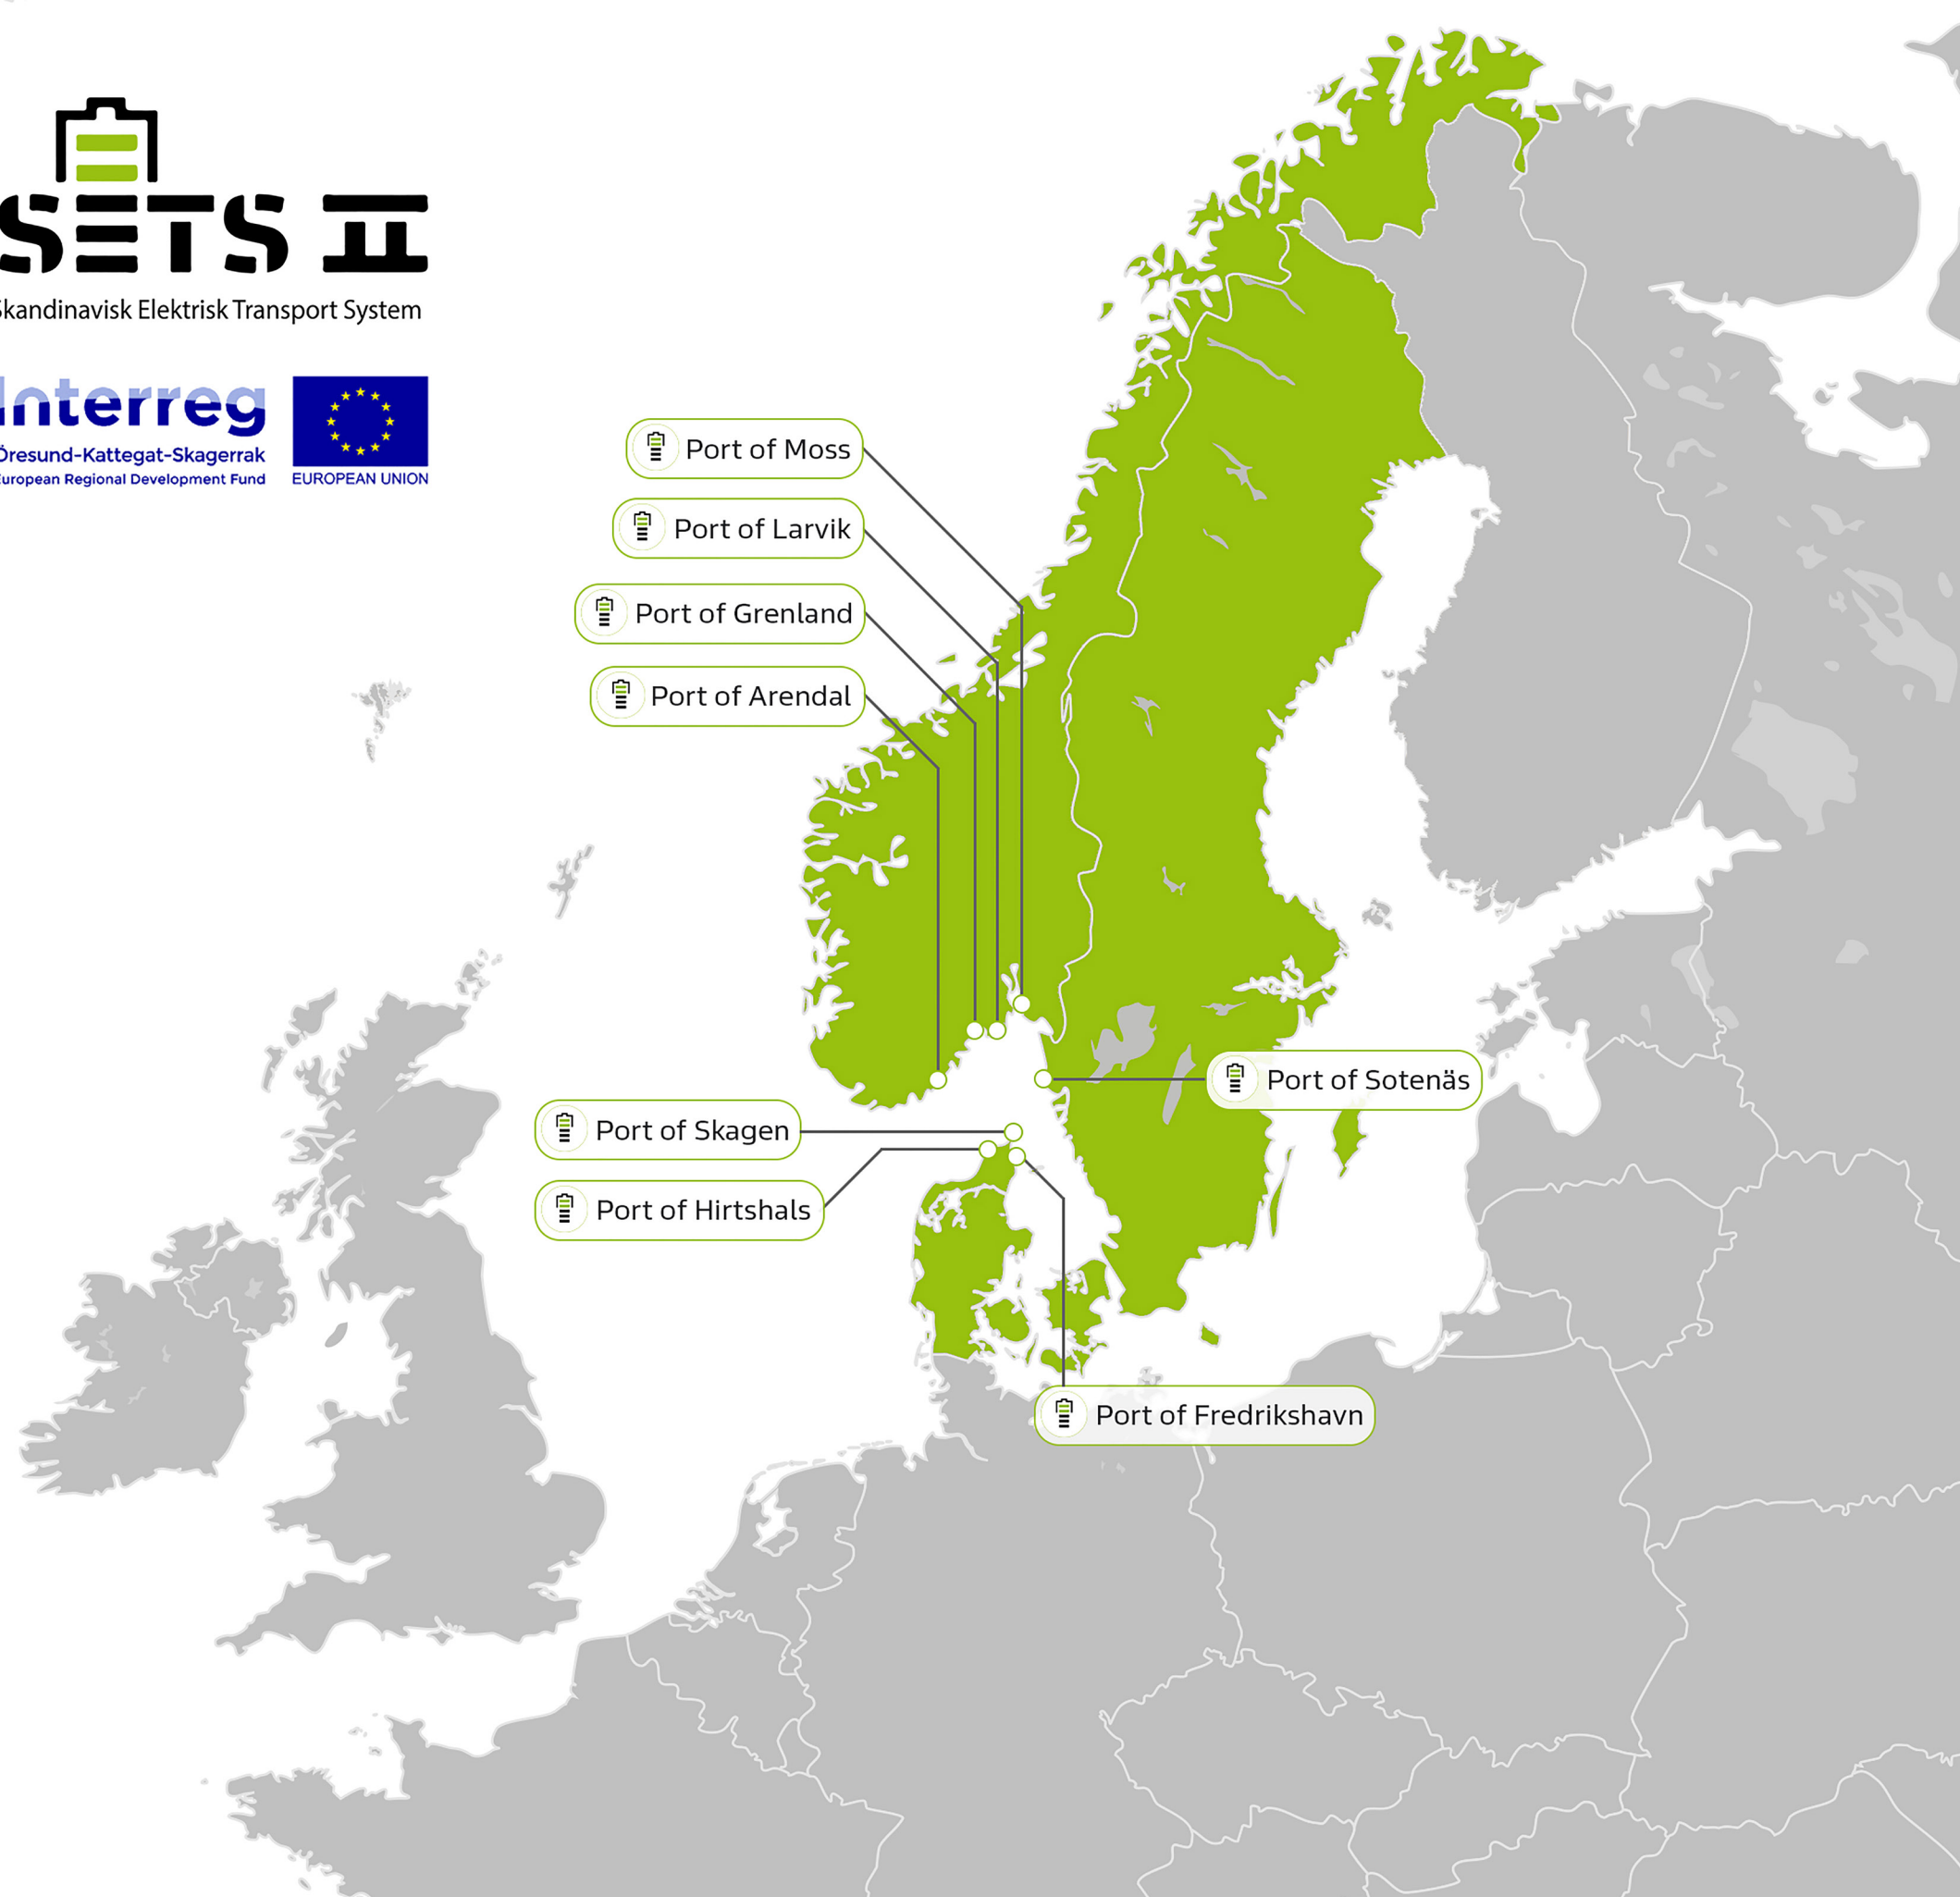 SETS II
Skandinavisk Elektrisk Transport System
Interreg
Öresund-Kattegat-Skagerrak
European Regional Development Fund
EUROPEAN UNION
Port of Moss
Port of Larvik
Port of Grenland
Port of Arendal
Port of Sotenäs
Port of Skagen
Port of Hirtshals
Port of Fredrikshavn